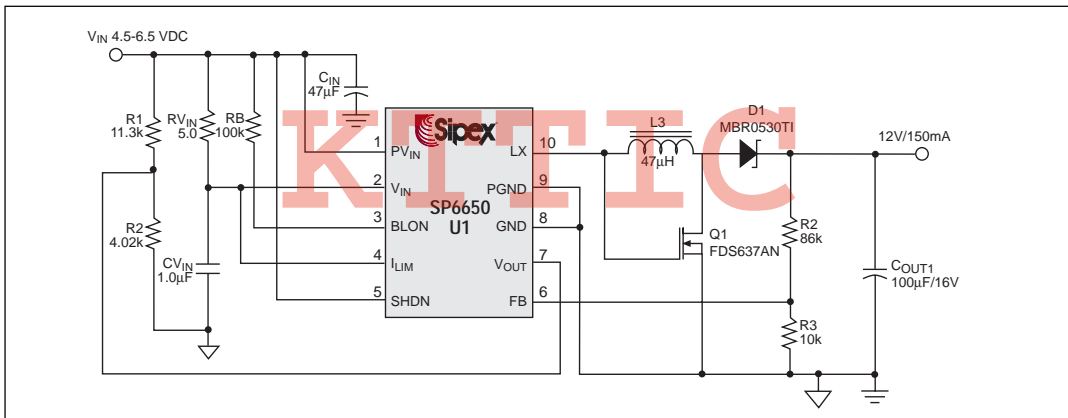 VIN 4.5-6.5 VDC
CIN
47µF
R1
11.3k
RVIN
5.0
RB
100k
R2
4.02k
CVIN
1.0µF
Sipex
SP6650
U1
1
PVIN
2
VIN
3
BLON
4
ILIM
5
SHDN
LX
10
PGND
9
GND
8
VOUT
7
FB
6
L3
47µH
D1
MBR0530TI
12V/150mA
Q1
FDS637AN
R2
86k
R3
10k
COUT1
100µF/16V
KTTIC